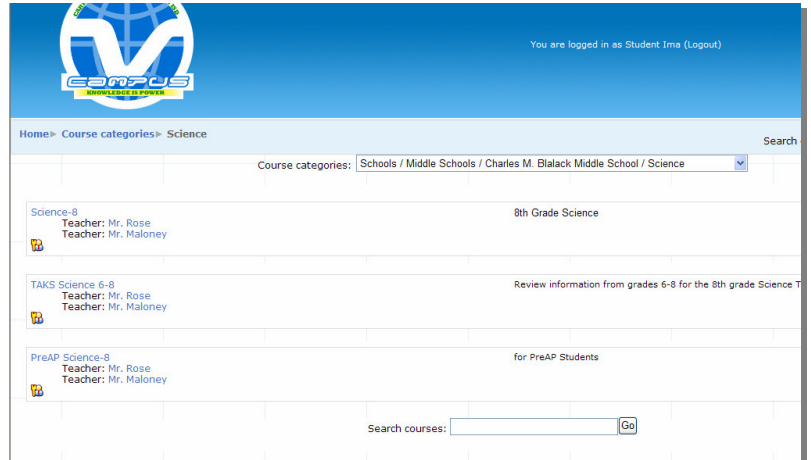 V
CAMPUS
KNOWLEDGE IS POWER
You are logged in as Student Ima (Logout)
Home► Course categories► Science
Search
Course categories: Schools / Middle Schools / Charles M. Blalack Middle School / Science
Science-8
8th Grade Science
Teacher: Mr. Rose
Teacher: Mr. Maloney
TAKS Science 6-8
Review information from grades 6-8 for the 8th grade Science T
Teacher: Mr. Rose
Teacher: Mr. Maloney
PreAP Science-8
for PreAP Students
Teacher: Mr. Rose
Teacher: Mr. Maloney
Search courses:
Go